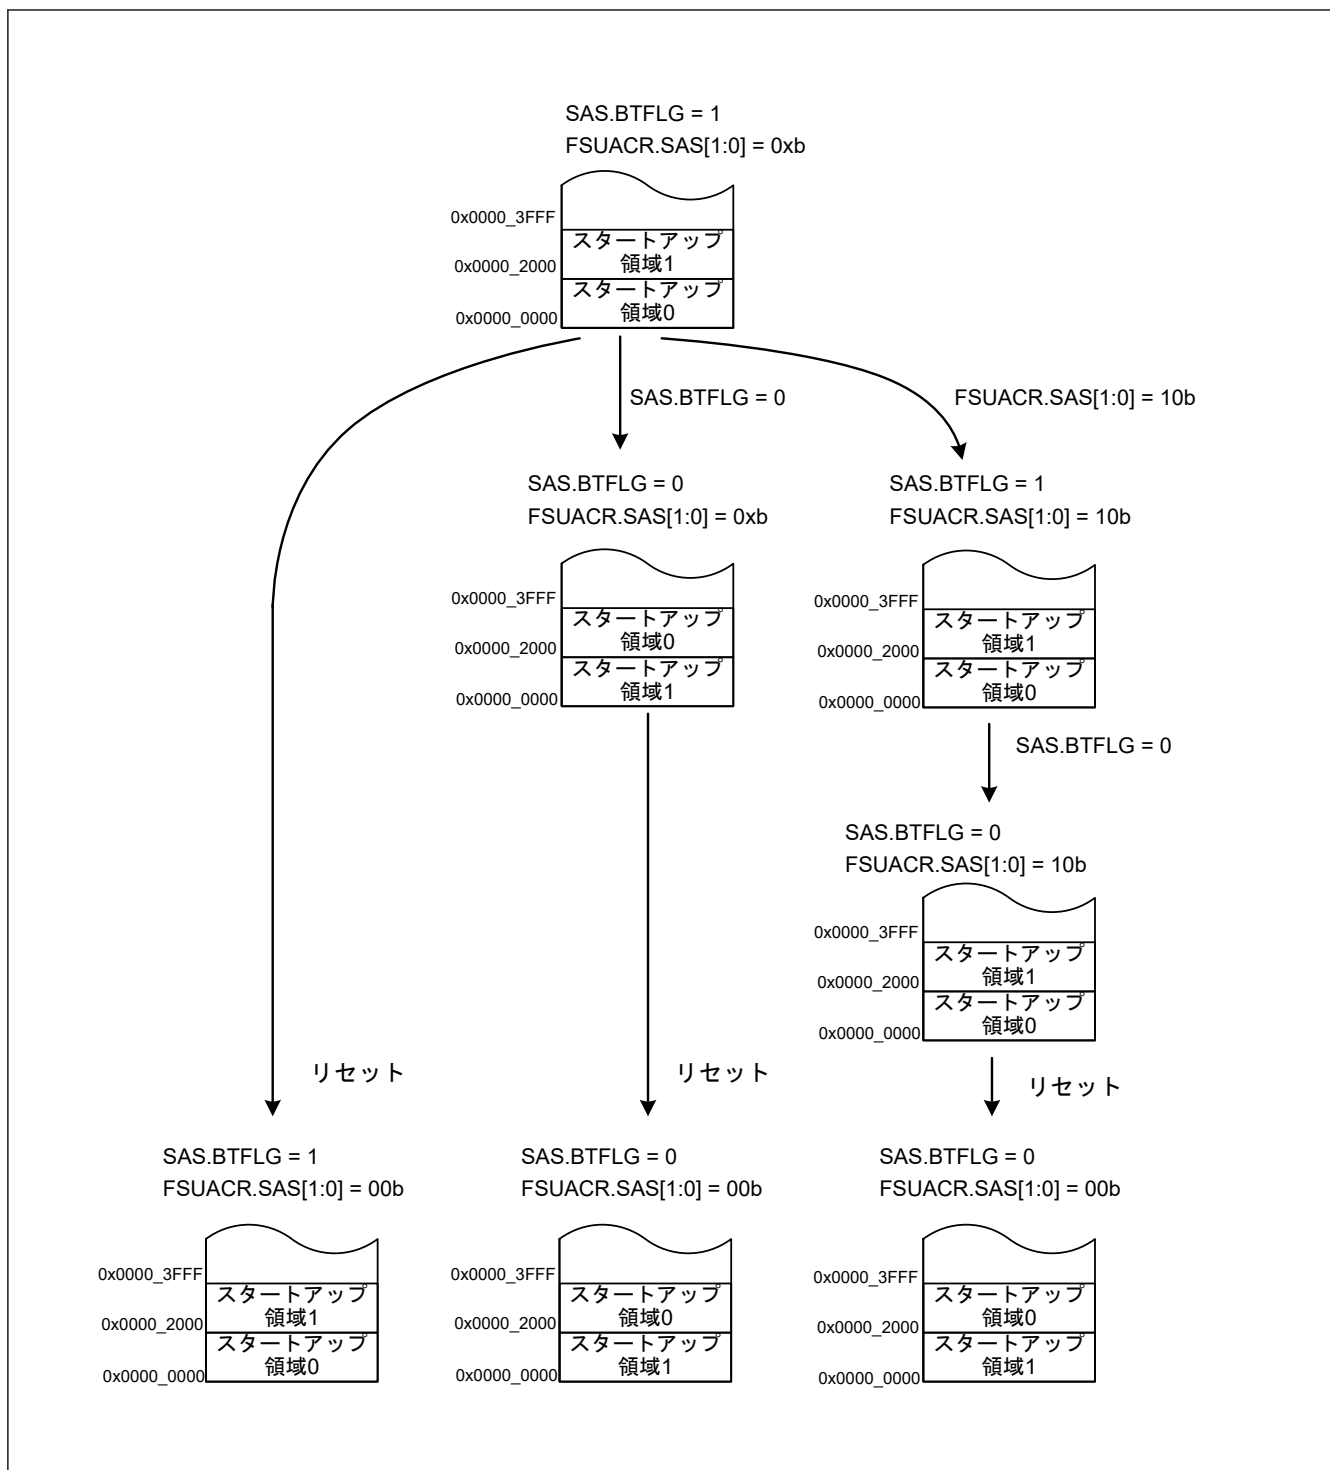 SAS.BTFLG = 1
FSUACR.SAS[1:0] = 0xb
0x0000_3FFF
スタートアップ
領域1
0x0000_2000
スタートアップ
領域0
0x0000_0000
SAS.BTFLG = 0
FSUACR.SAS[1:0] = 10b
SAS.BTFLG = 0
FSUACR.SAS[1:0] = 0xb
0x0000_3FFF
スタートアップ
領域0
0x0000_2000
スタートアップ
領域1
0x0000_0000
SAS.BTFLG = 1
FSUACR.SAS[1:0] = 10b
0x0000_3FFF
スタートアップ
領域1
0x0000_2000
スタートアップ
領域0
0x0000_0000
SAS.BTFLG = 0
SAS.BTFLG = 0
FSUACR.SAS[1:0] = 10b
0x0000_3FFF
スタートアップ
領域1
0x0000_2000
スタートアップ
領域0
0x0000_0000
リセット
リセット
リセット
SAS.BTFLG = 1
FSUACR.SAS[1:0] = 00b
0x0000_3FFF
スタートアップ
領域1
0x0000_2000
スタートアップ
領域0
0x0000_0000
SAS.BTFLG = 0
FSUACR.SAS[1:0] = 00b
0x0000_3FFF
スタートアップ
領域0
0x0000_2000
スタートアップ
領域1
0x0000_0000
SAS.BTFLG = 0
FSUACR.SAS[1:0] = 00b
0x0000_3FFF
スタートアップ
領域0
0x0000_2000
スタートアップ
領域1
0x0000_0000